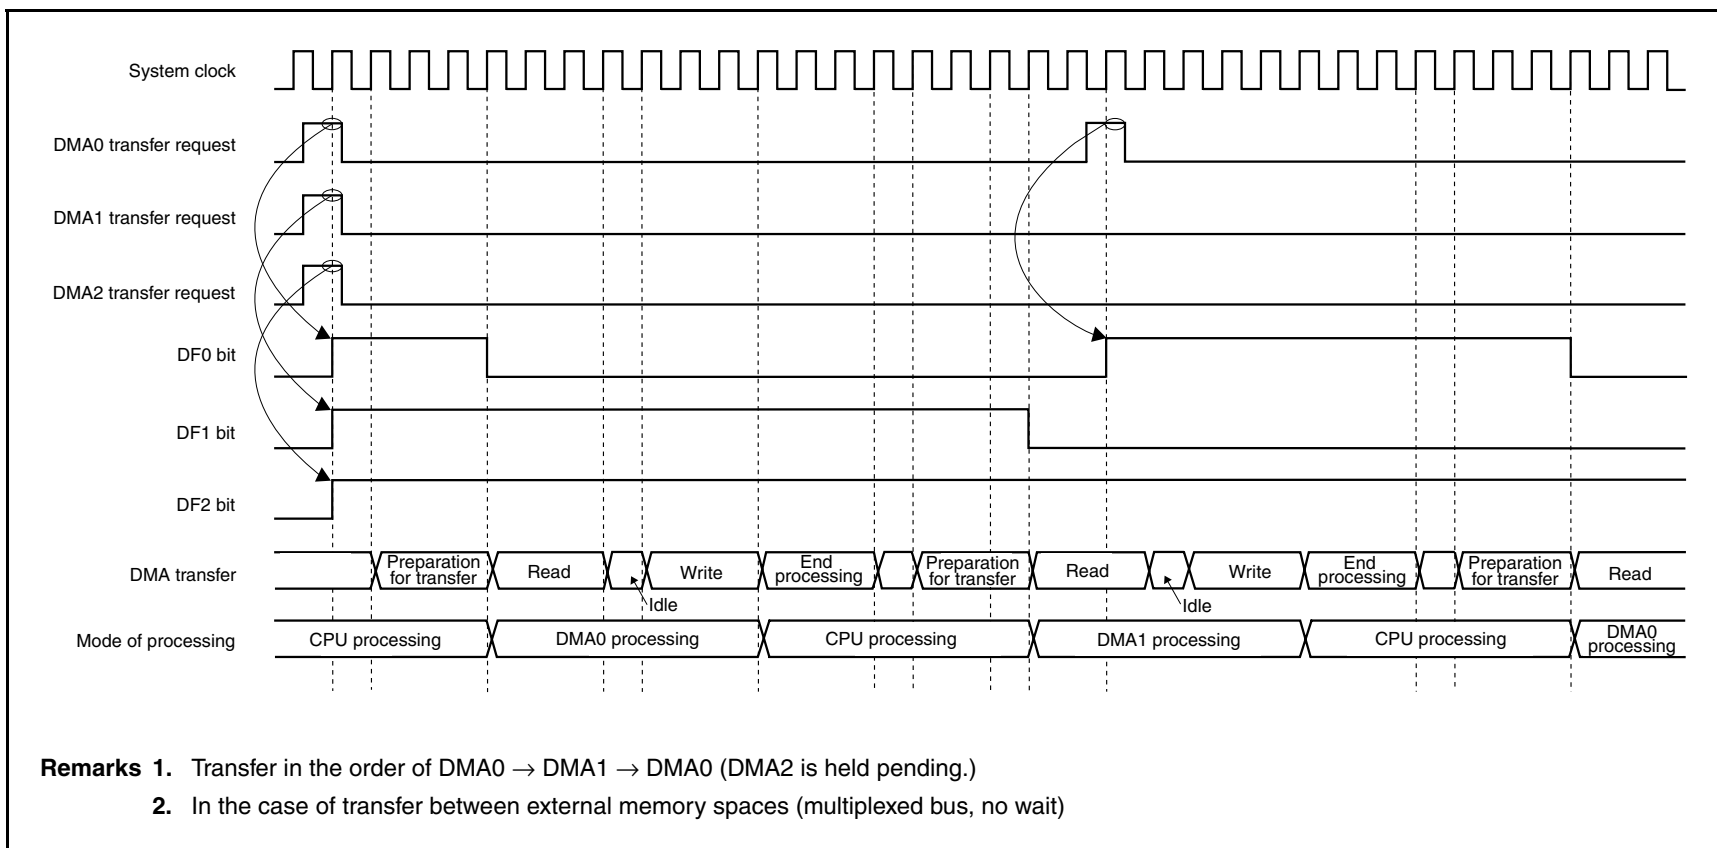 System clock
DMA0 transfer request
DMA1 transfer request
DMA2 transfer request
DF0 bit
DF1 bit
DF2 bit
DMA transfer
Preparation
for transfer
Read
Write
End
processing
Preparation
for transfer
Read
Write
End
processing
Preparation
for transfer
Read
Idle
Idle
Mode of processing
CPU processing
DMA0 processing
CPU processing
DMA1 processing
CPU processing
DMA0
processing
Remarks 1. Transfer in the order of DMA0 → DMA1 → DMA0 (DMA2 is held pending.)
2. In the case of transfer between external memory spaces (multiplexed bus, no wait)